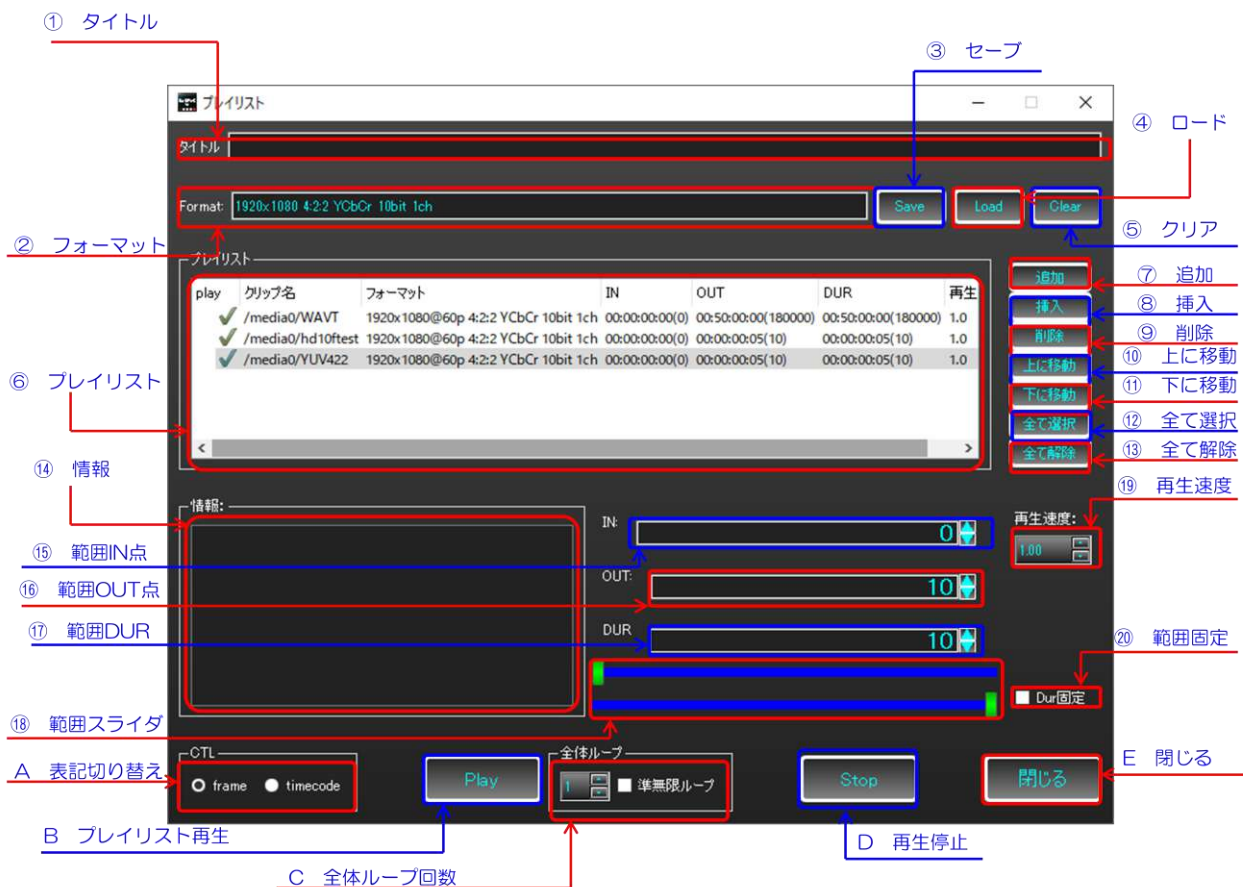 ① タイトル
③ セーブ
プレイリスト
④ ロード
タイトル
Format: 1920x1080 4:2:2 YCbCr 10bit 1ch Save Load Clear
② フォーマット
⑤ クリア
プレイリスト
追加
⑦ 追加
play クリップ名 フォーマット IN OUT DUR 再生
挿入
⑧ 挿入
/media0/WAVT 1920x1080@60p 4:2:2 YCbCr 10bit 1ch 00:00:00:00(0) 00:50:00:00(180000) 00:50:00:00(180000) 1.0
/media0/hd10ftest 1920x1080@60p 4:2:2 YCbCr 10bit 1ch 00:00:00:00(0) 00:00:00:05(10) 00:00:00:05(10) 1.0
削除
⑨ 削除
/media0/YUV422 1920x1080@60p 4:2:2 YCbCr 10bit 1ch 00:00:00:00(0) 00:00:00:05(10) 00:00:00:05(10) 1.0
上に移動
⑩ 上に移動
⑥ プレイリスト
下に移動
⑪ 下に移動
全て選択
⑫ 全て選択
全て解除
⑬ 全て解除
⑭ 情報
⑲ 再生速度
情報:
IN: 0
再生速度:
1.00
⑮ 範囲IN点
OUT: 10
⑯ 範囲OUT点
⑰ 範囲DUR
DUR 10
⑳ 範囲固定
Dur固定
⑱ 範囲スライダ
CTL
全体ループ
E 閉じる
A 表記切り替え
frame timecode
Play
1 準無限ループ
Stop
閉じる
B プレイリスト再生
D 再生停止
C 全体ループ回数